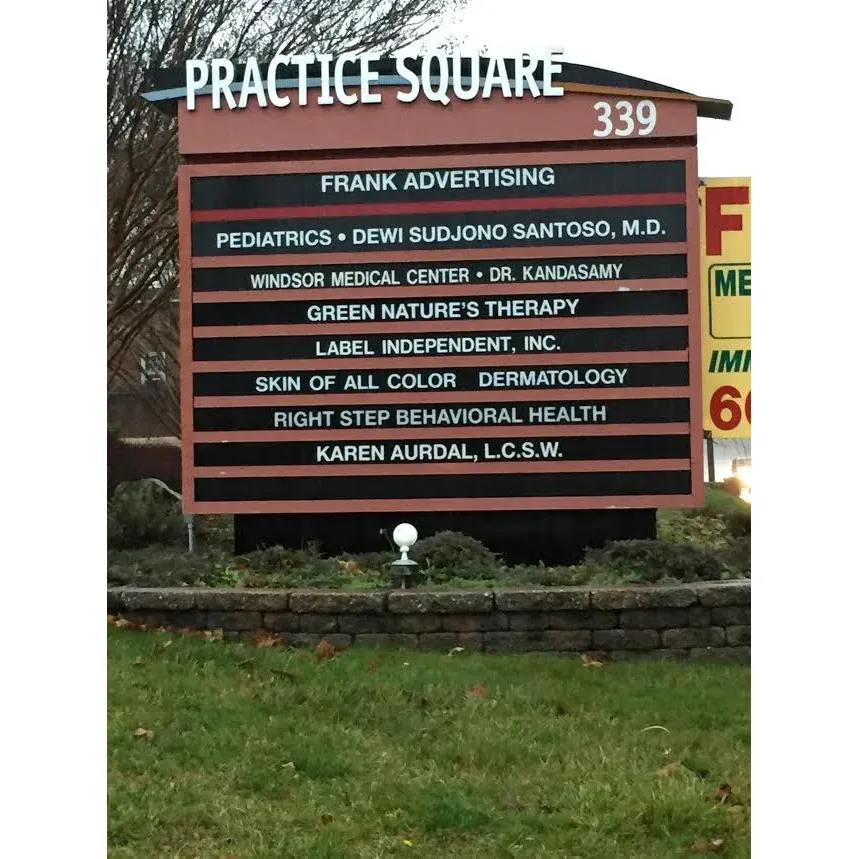 PRACTICE SQUARE
339
FRANK ADVERTISING
PEDIATRICS • DEWI SUDJONO SANTOSO, M.D.
WINDSOR MEDICAL CENTER • DR. KANDASAMY
GREEN NATURE'S THERAPY
LABEL INDEPENDENT, INC.
SKIN OF ALL COLOR DERMATOLOGY
RIGHT STEP BEHAVIORAL HEALTH
KAREN AURDAL, L.C.S.W.
F
ME